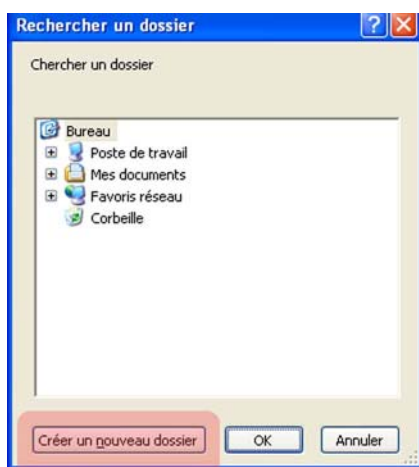 Rechercher un dossier
Chercher un dossier
Bureau
Poste de travail
Mes documents
Favoris réseau
Corbeille
Créer un nouveau dossier
OK
Annuler